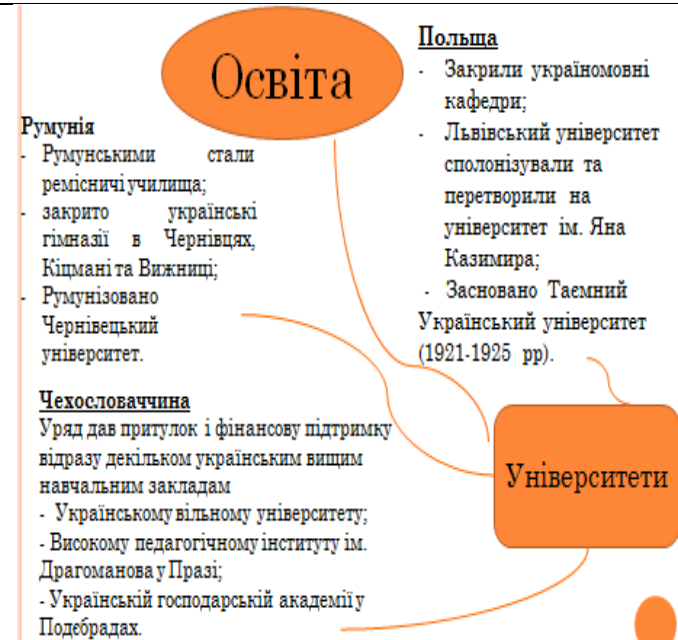 Освіта
Польща
- Закрили україномовні
кафедри;
- Львівський університет
сполонізували та
перетворили на
університет ім. Яна
Казимира;
- Засновано Таємний
Український університет
(1921-1925 рр).
Румунія
- Румунськими стали
ремісничі училища;
- закрито українські
гімназії в Чернівцях,
Кіцмані та Вижниці;
- Румунізовано
Чернівецький
університет.
Чехословаччина
Уряд дав притулок і фінансову підтримку
відразу декільком українським вищим
навчальним закладам
- Українському вільному університету;
- Високому педагогічному інституту ім.
Драгоманова у Празі;
- Українській господарській академії у
Подєбрадах.
Університети